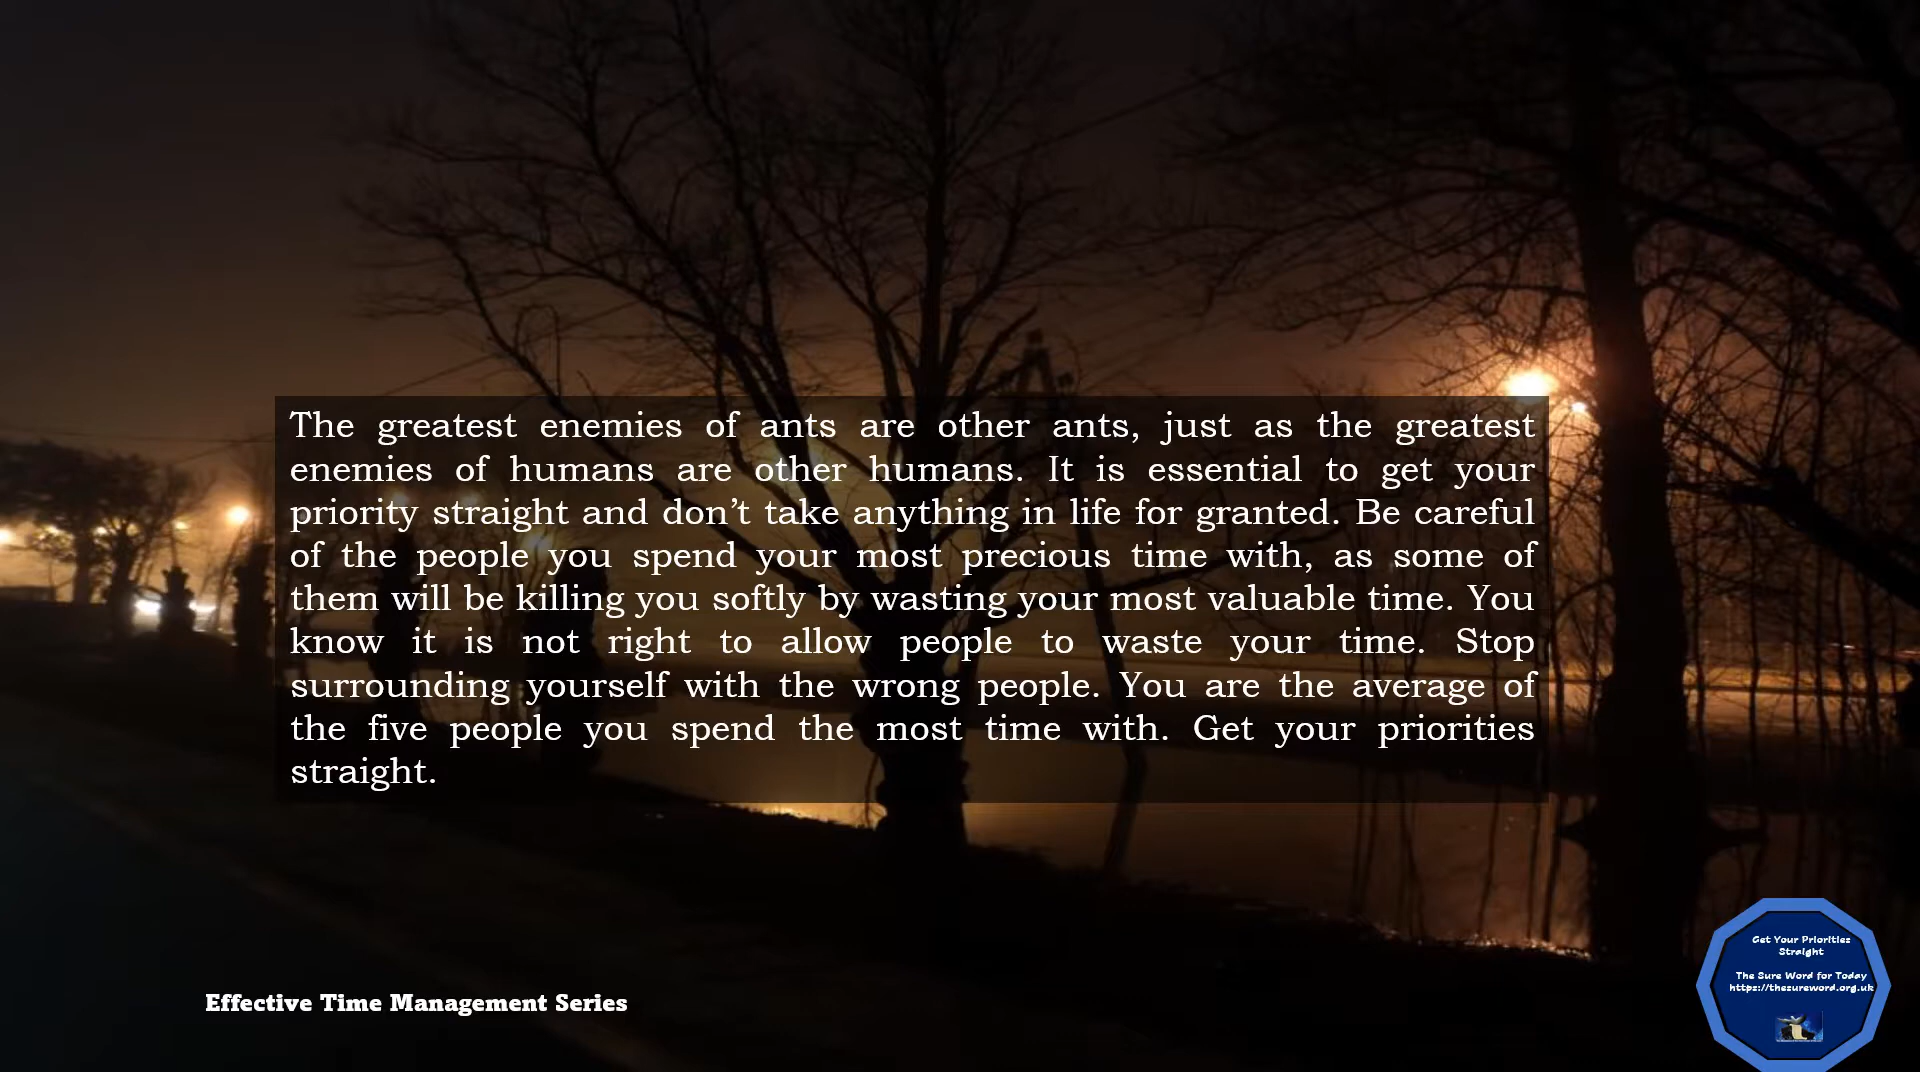 The greatest enemies of ants are other ants, just as the greatest
enemies of humans are other humans. It is essential to get your
priority straight and don’t take anything in life for granted. Be careful
of the people you spend your most precious time with, as some of
them will be killing you softly by wasting your most valuable time. You
know it is not right to allow people to waste your time. Stop
surrounding yourself with the wrong people. You are the average of
the five people you spend the most time with. Get your priorities
straight.
Effective Time Management Series
Get Your Priorities
Straight
The Sure Word for Today
https://thesureword.org.uk